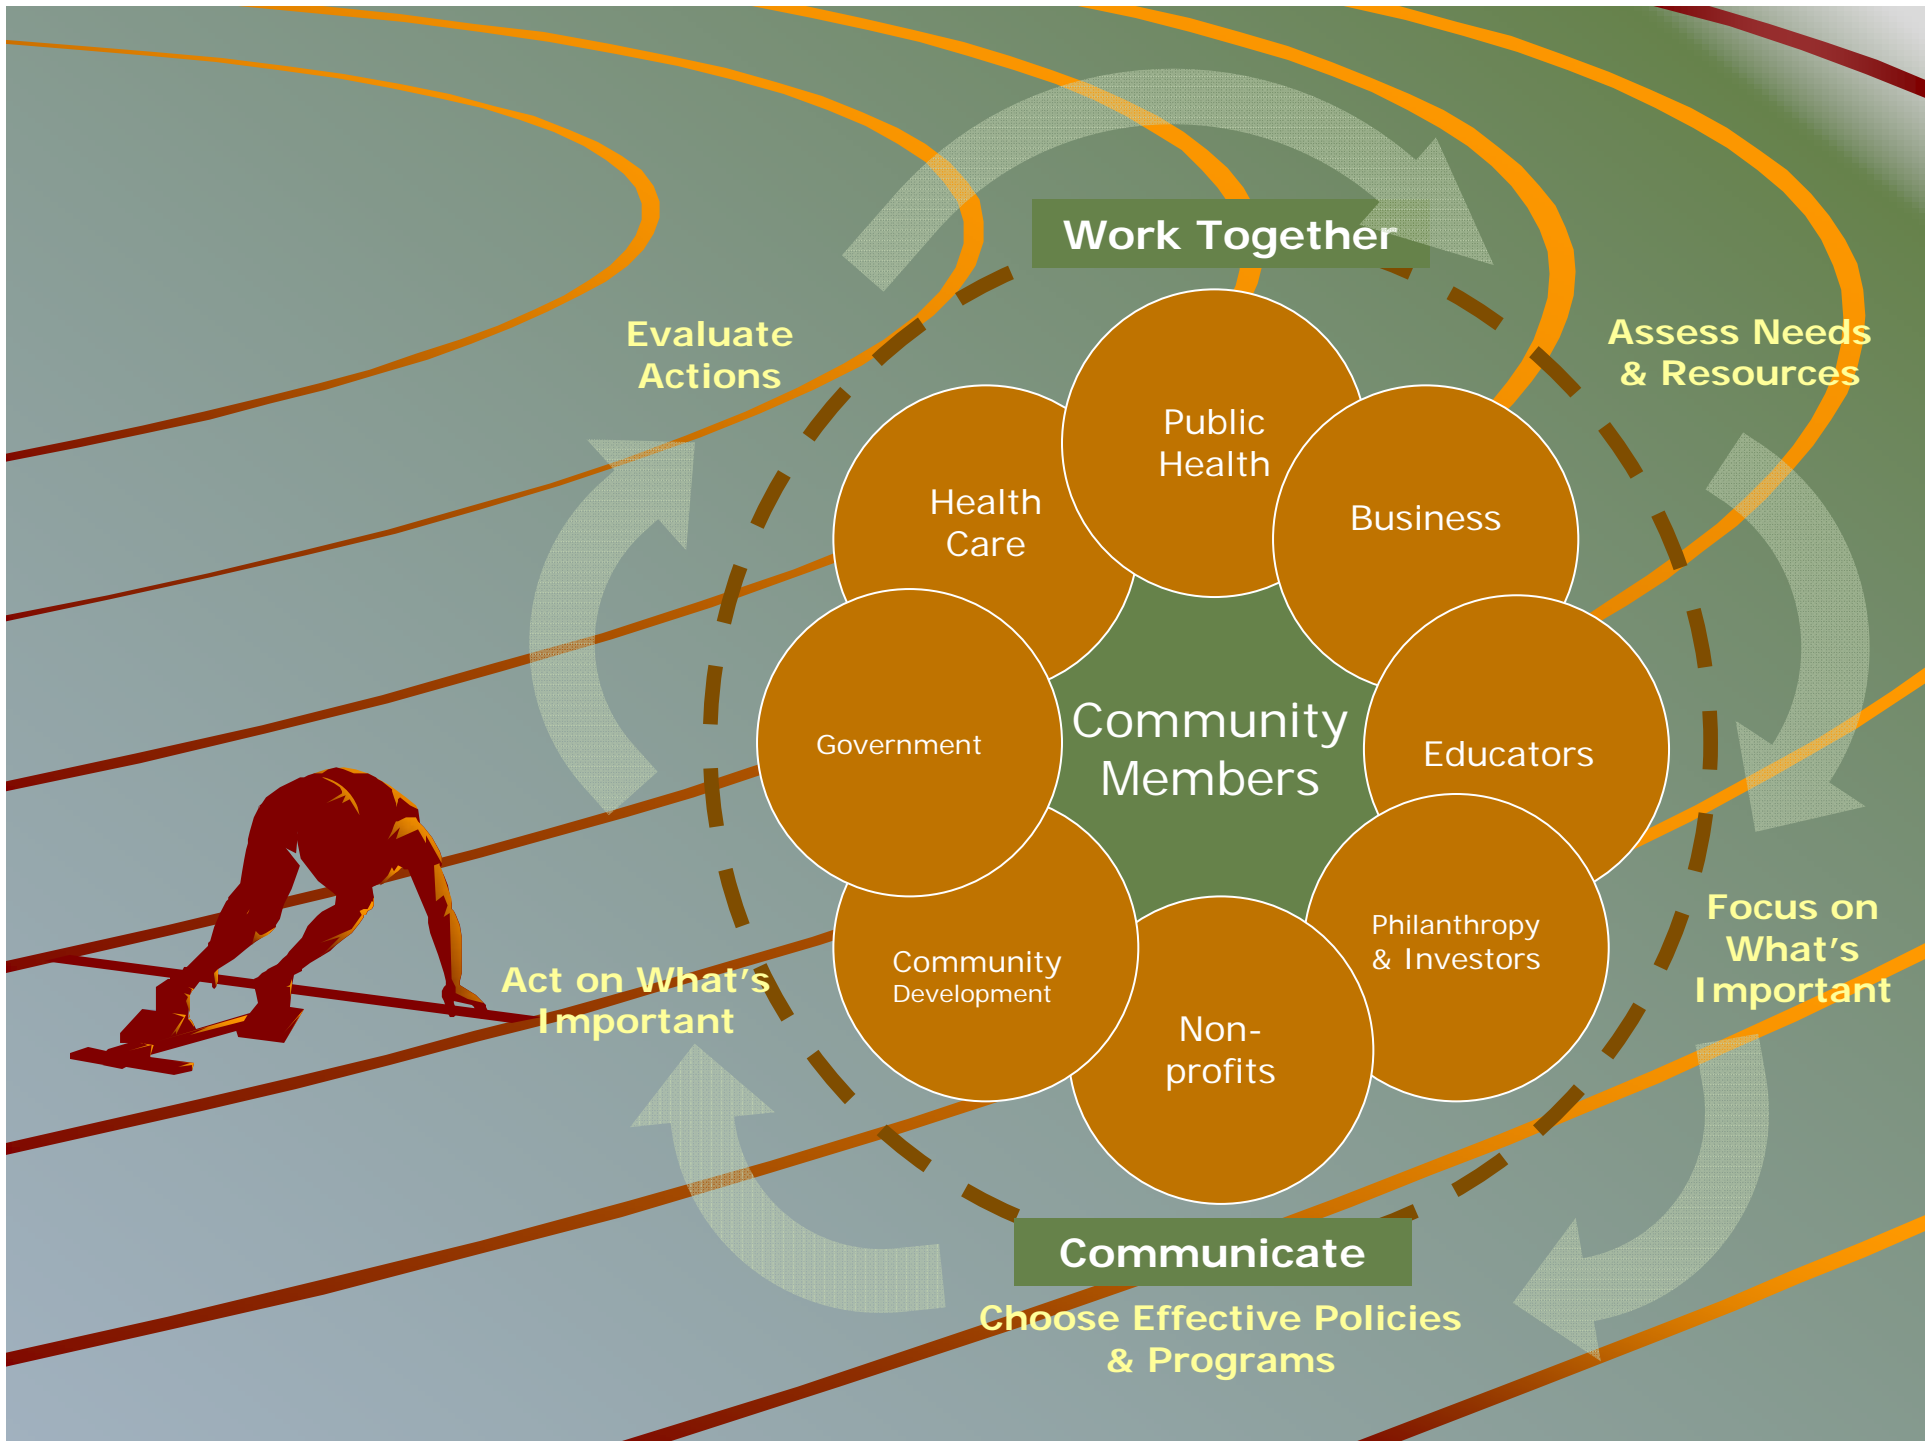 Work Together
Evaluate
Actions
Assess Needs
& Resources
Public
Health
Health
Care
Business
Community
Members
Government
Educators
Philanthropy
& Investors
Community
Development
Non-
profits
Focus on
What's
Important
Act on What's
Important
Communicate
Choose Effective Policies
& Programs